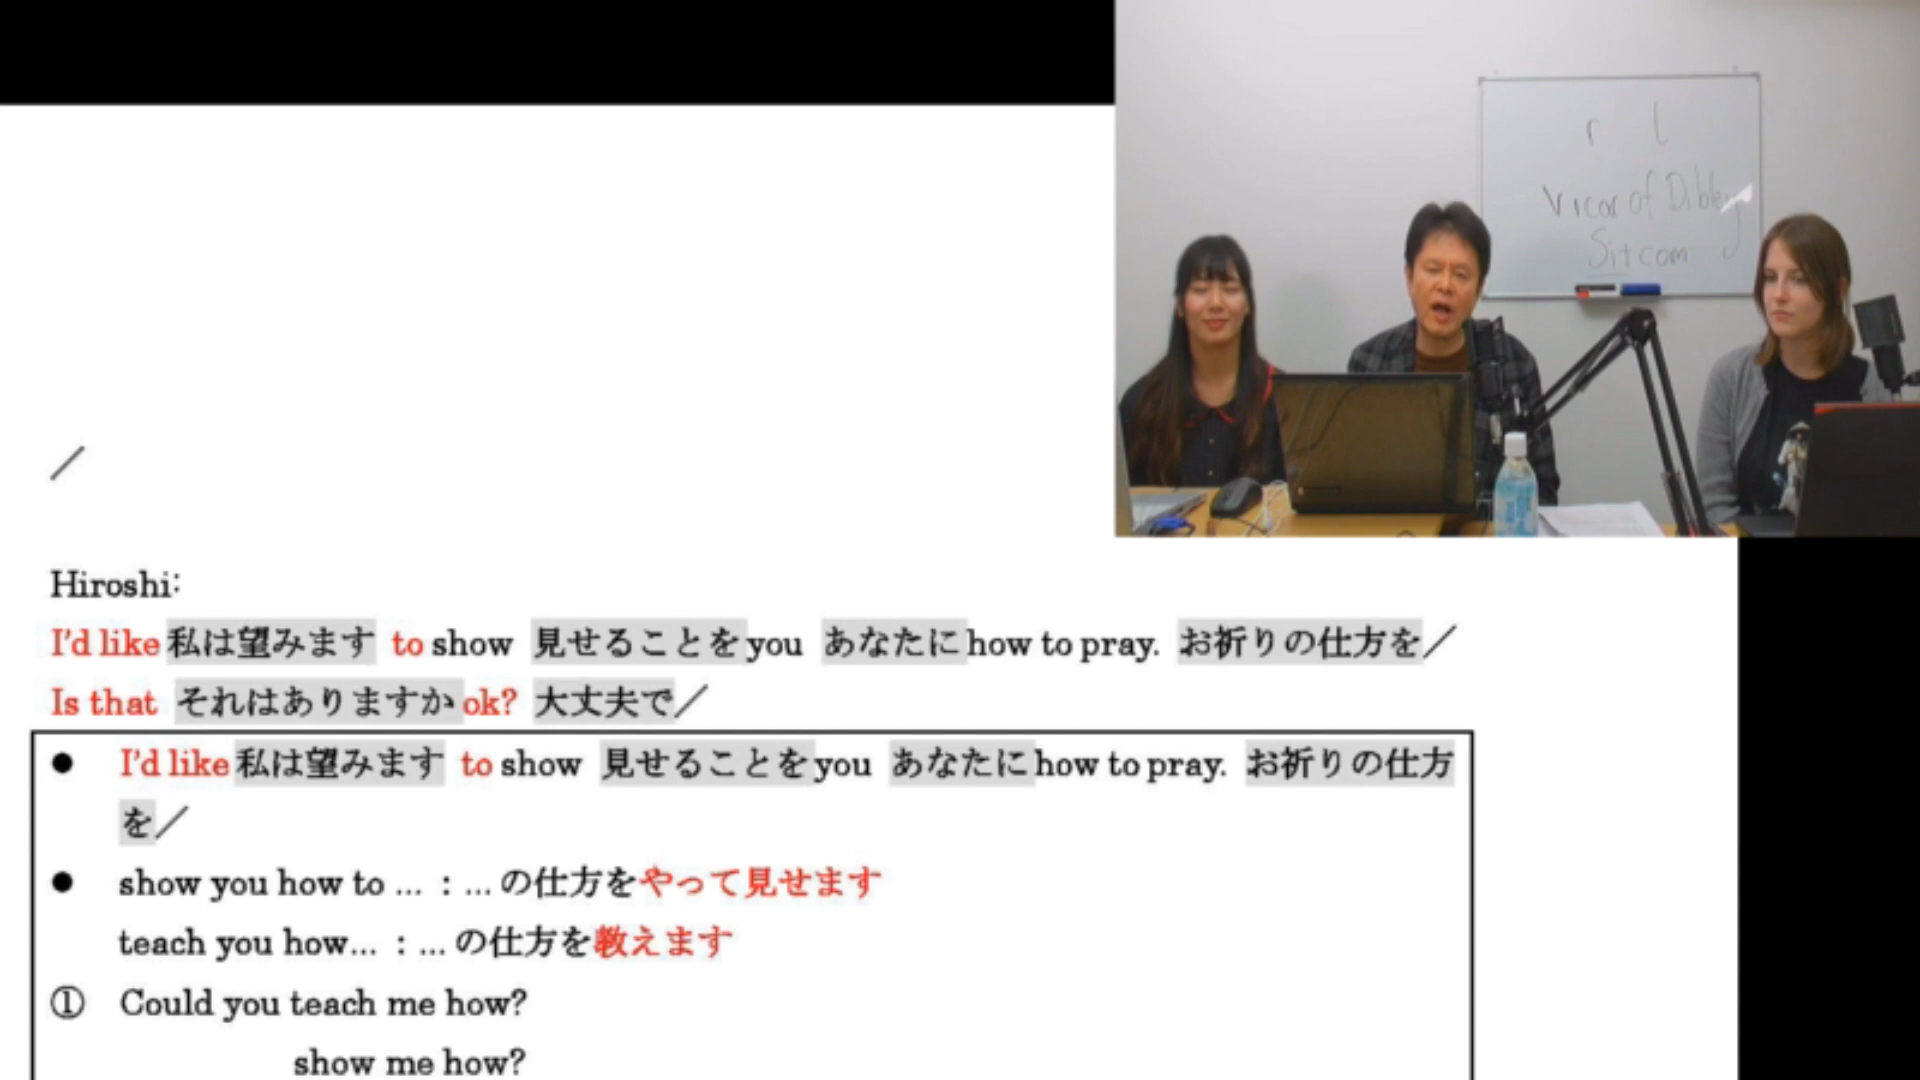 r l
Vicar of Dibley
Sitcom
／
Hiroshi:
I'd like 私は望みます to show 見せることを you あなたに how to pray. お祈りの仕方を／
Is that それはありますか ok? 大丈夫で／
● I'd like 私は望みます to show 見せることを you あなたに how to pray. お祈りの仕方
を／
● show you how to … : … の仕方をやって見せます
teach you how… : … の仕方を教えます
① Could you teach me how?
show me how?